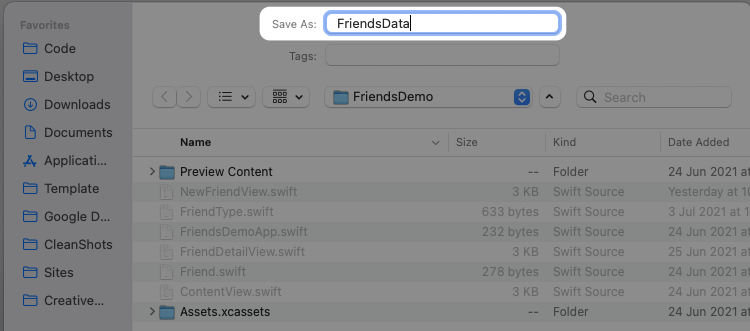 Save As: FriendsData
Tags:
Favorites
Code
Desktop
Downloads
Documents
Applicati...
Template
Google D...
CleanShots
Sites
Creative...
FriendsDemo
Search
Name Size Kind Date Added
Preview Content -- Folder 24 Jun 2021 at
NewFriendView.swift 3 KB Swift Source Yesterday at 10
FriendType.swift 633 bytes Swift Source 3 Jul 2021 at 1
FriendsDemoApp.swift 232 bytes Swift Source 24 Jun 2021 at
FriendDetailView.swift 3 KB Swift Source 25 Jun 2021 at
Friend.swift 278 bytes Swift Source 24 Jun 2021 at
ContentView.swift 3 KB Swift Source 24 Jun 2021 at
Assets.xcassets -- Folder 24 Jun 2021 at